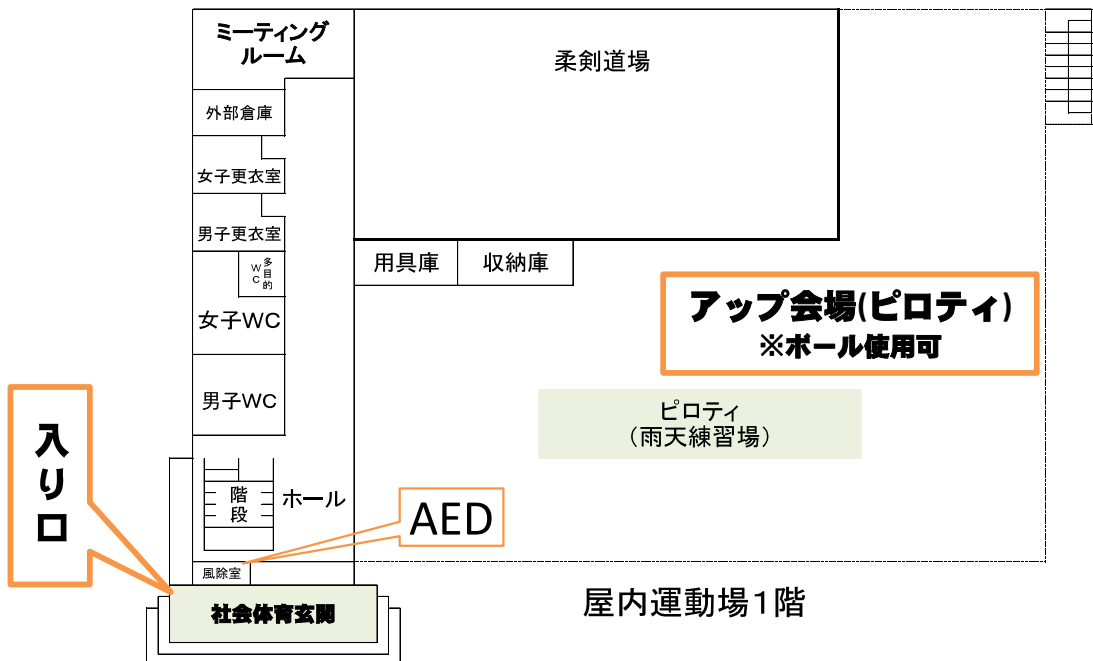 ミーティング
ルーム
柔剣道場
外部倉庫
女子更衣室
男子更衣室
多目的
WC
用具庫
収納庫
女子WC
アップ会場(ピロティ)
※ボール使用可
男子WC
ピロティ
(雨天練習場)
入り口
階段
ホール
AED
風除室
社会体育玄関
屋内運動場1階